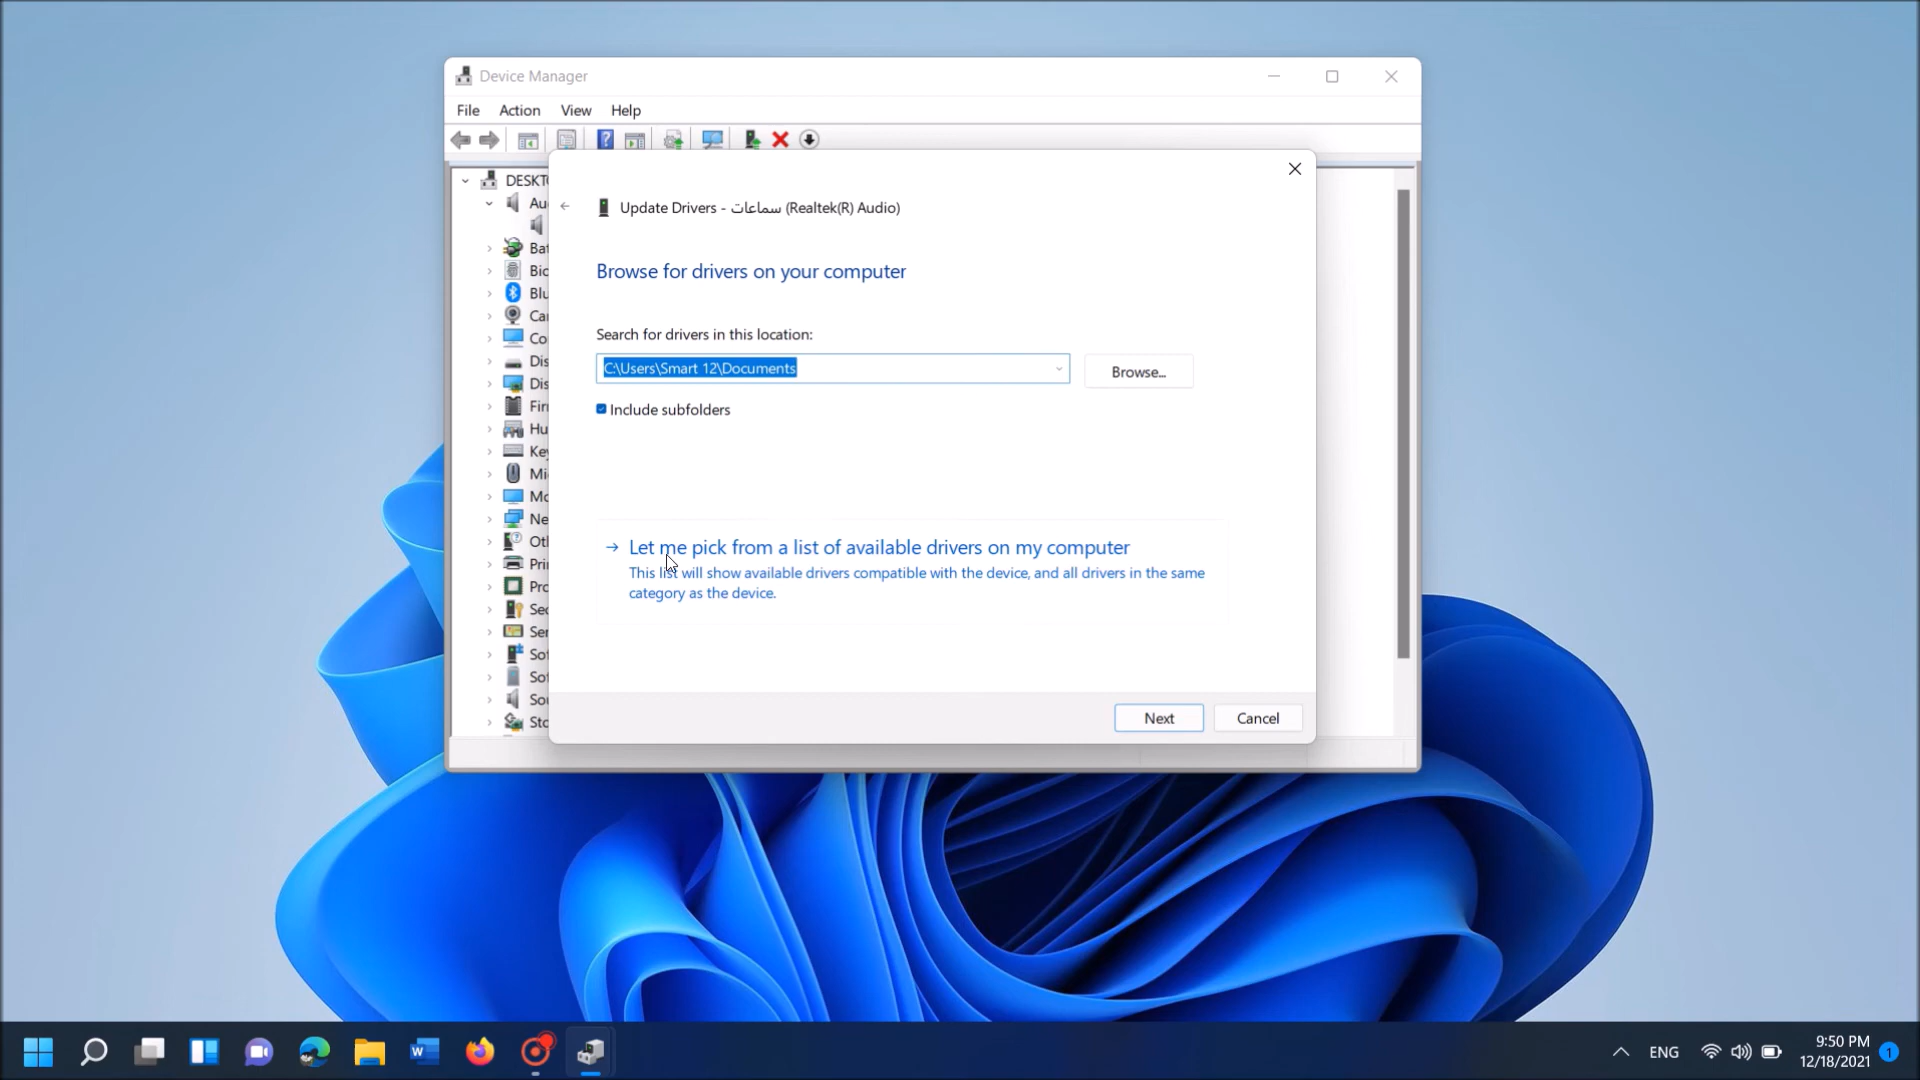 Device Manager
File Action View Help
DESKT
Au
Bat
Bio
Blu
Ca
Co
Dis
Dis
Fir
Hu
Key
Mi
Mo
Ne
Oth
Pri
Pro
Sec
Ser
Sof
Sof
Sou
Sto
Update Drivers - سماعات (Realtek(R) Audio)
Browse for drivers on your computer
Search for drivers in this location:
C:\Users\Smart 12\Documents
Browse...
Include subfolders
Let me pick from a list of available drivers on my computer
This list will show available drivers compatible with the device, and all drivers in the same
category as the device.
Next Cancel
ENG
9:50 PM
12/18/2021
1